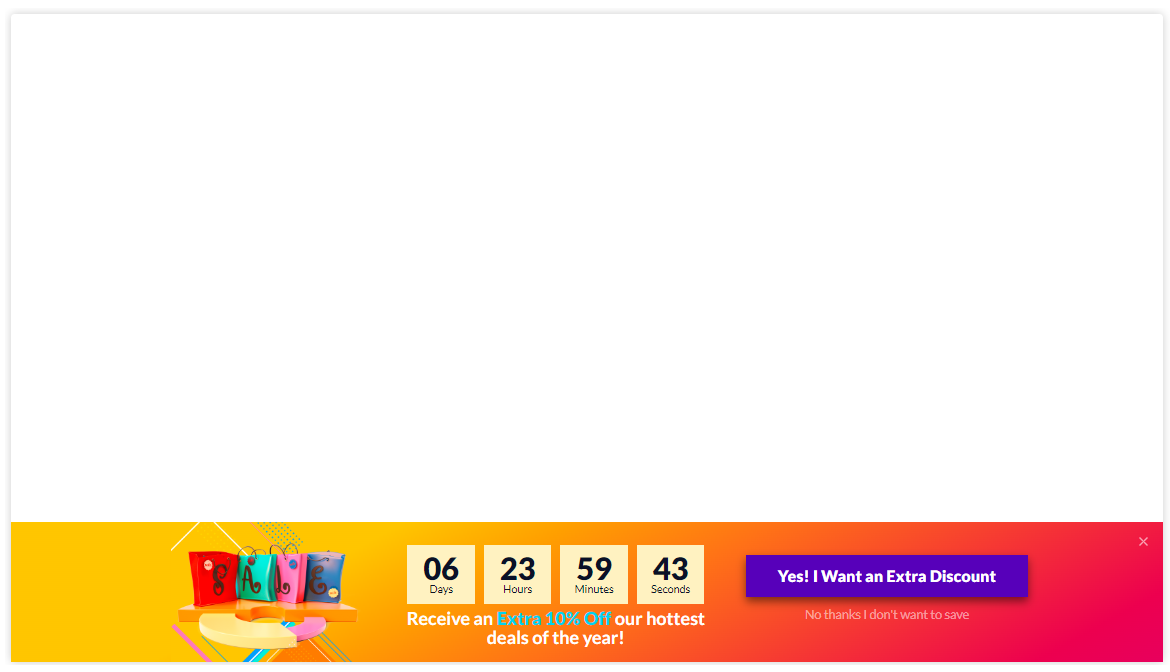 S A L E
06 23 59 43
Days Hours Minutes Seconds
Receive an Extra 10% Off our hottest
deals of the year!
Yes! I Want an Extra Discount
No thanks I don't want to save